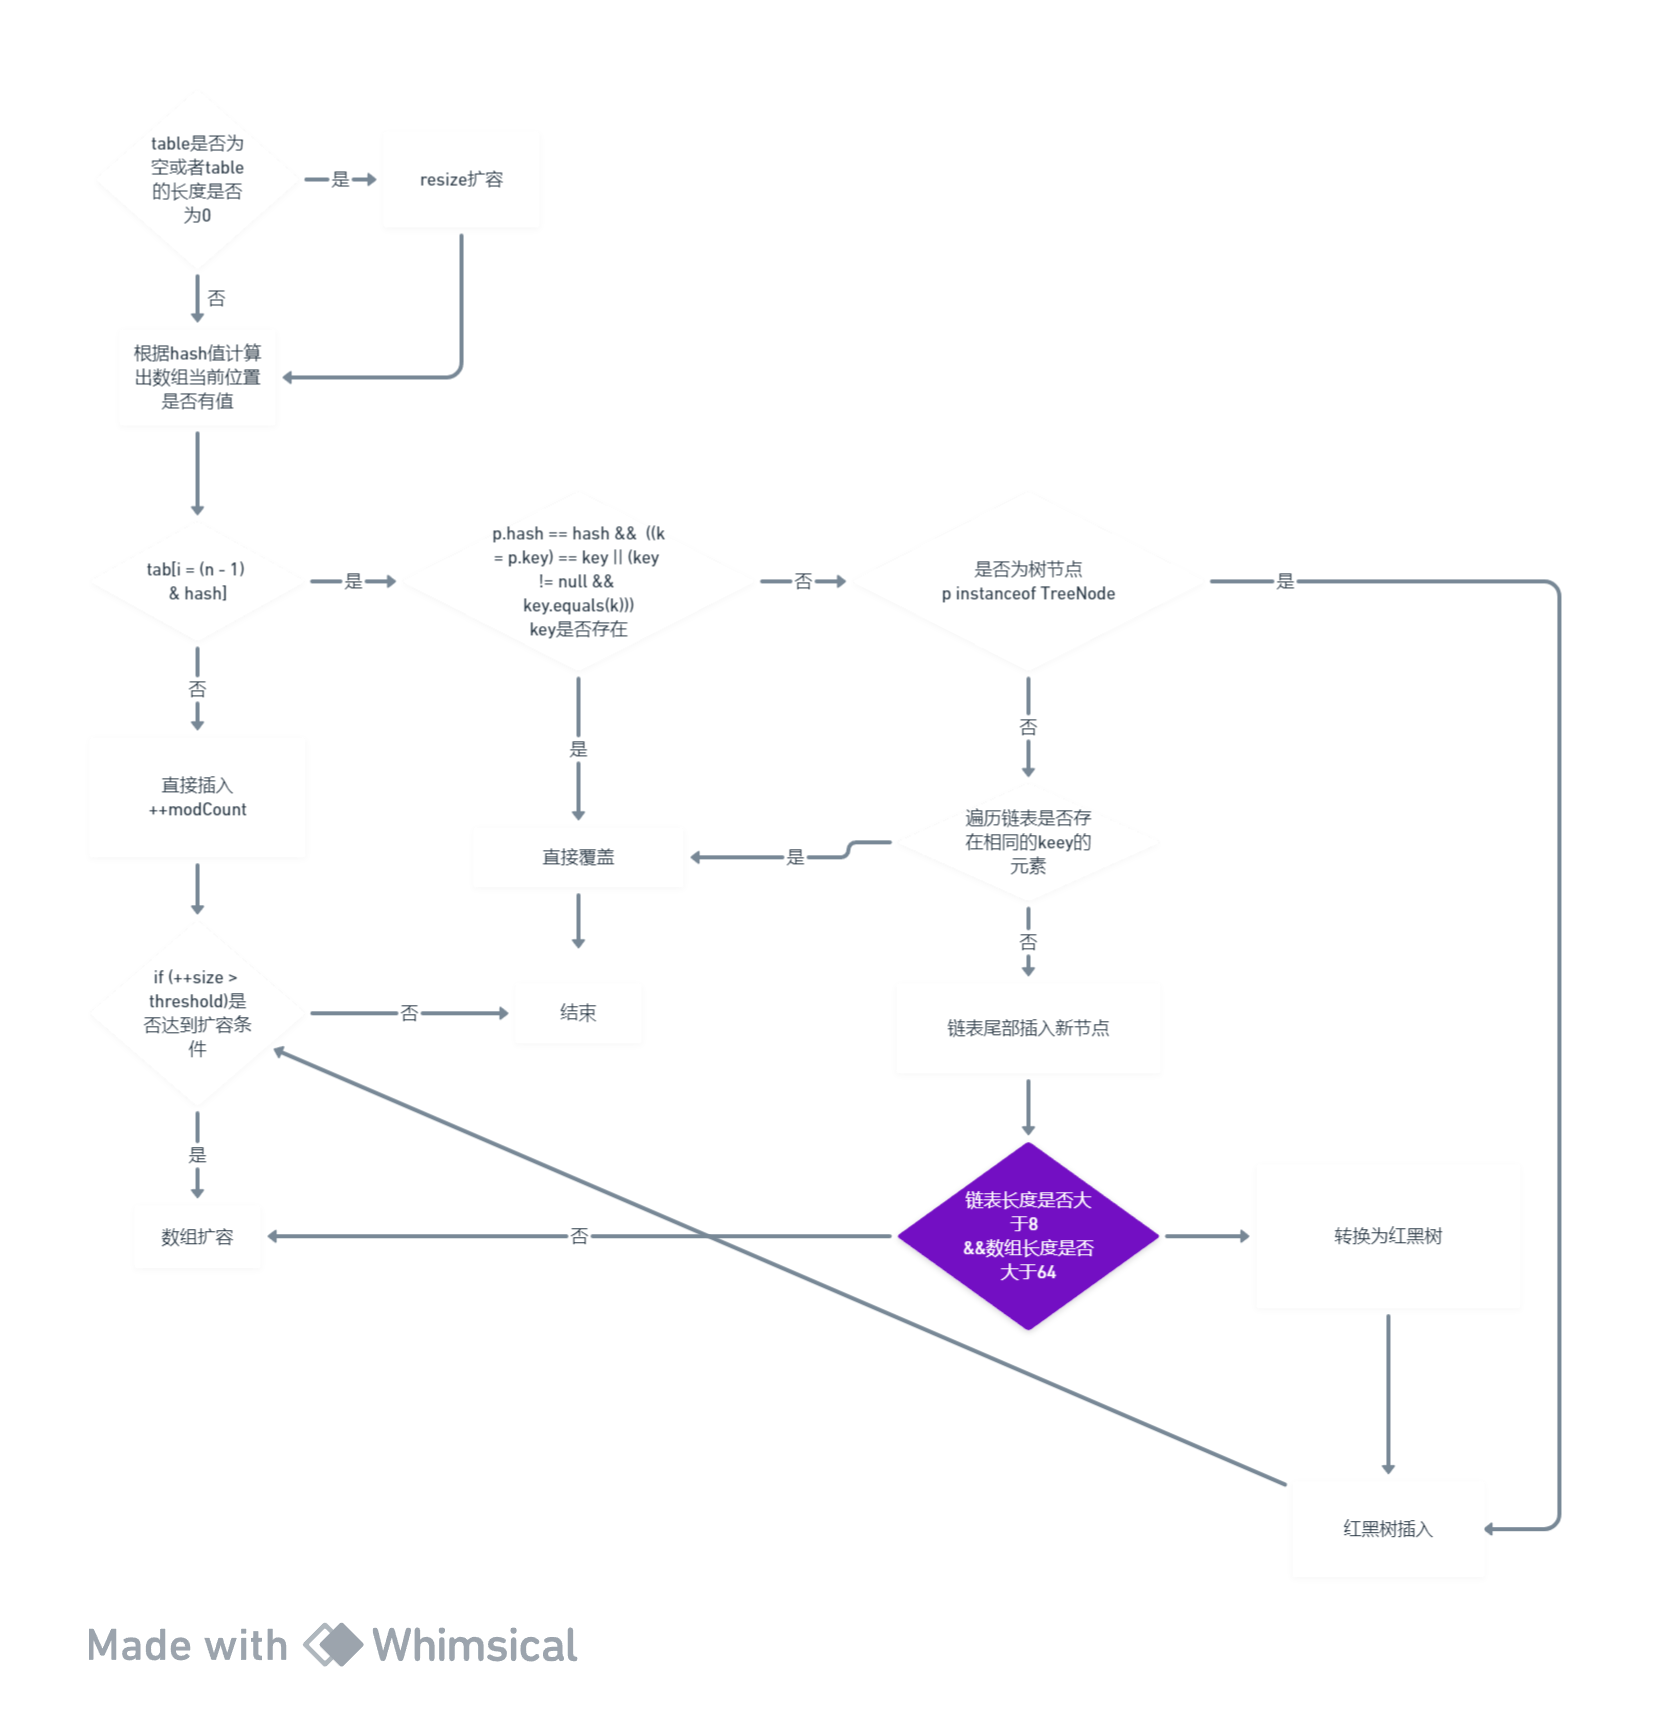 table是否为
空或者table
的长度是否
为0
是
resize扩容
否
根据hash值计算
出数组当前位置
是否有值
tab[i = (n - 1)
& hash]
是
p.hash == hash && ((k
= p.key) == key || (key
!= null &&
key.equals(k)))
key是否存在
否
是否为树节点
p instanceof TreeNode
是
否
是
否
直接插入
++modCount
直接覆盖
是
遍历链表是否存
在相同的keey的
元素
否
if (++size >
threshold)是
否达到扩容条
件
否
结束
链表尾部插入新节点
是
数组扩容
否
链表长度是否大
于8
&&数组长度是否
大于64
转换为红黑树
红黑树插入
Made with Whimsical